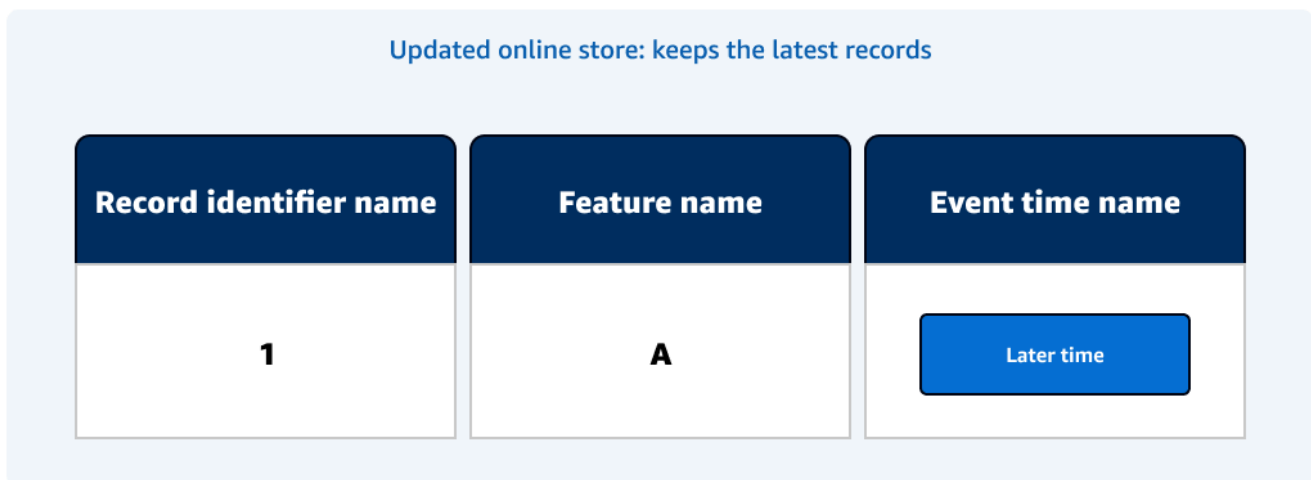 Updated online store: keeps the latest records
Record identifier name
Feature name
Event time name
1
A
Later time